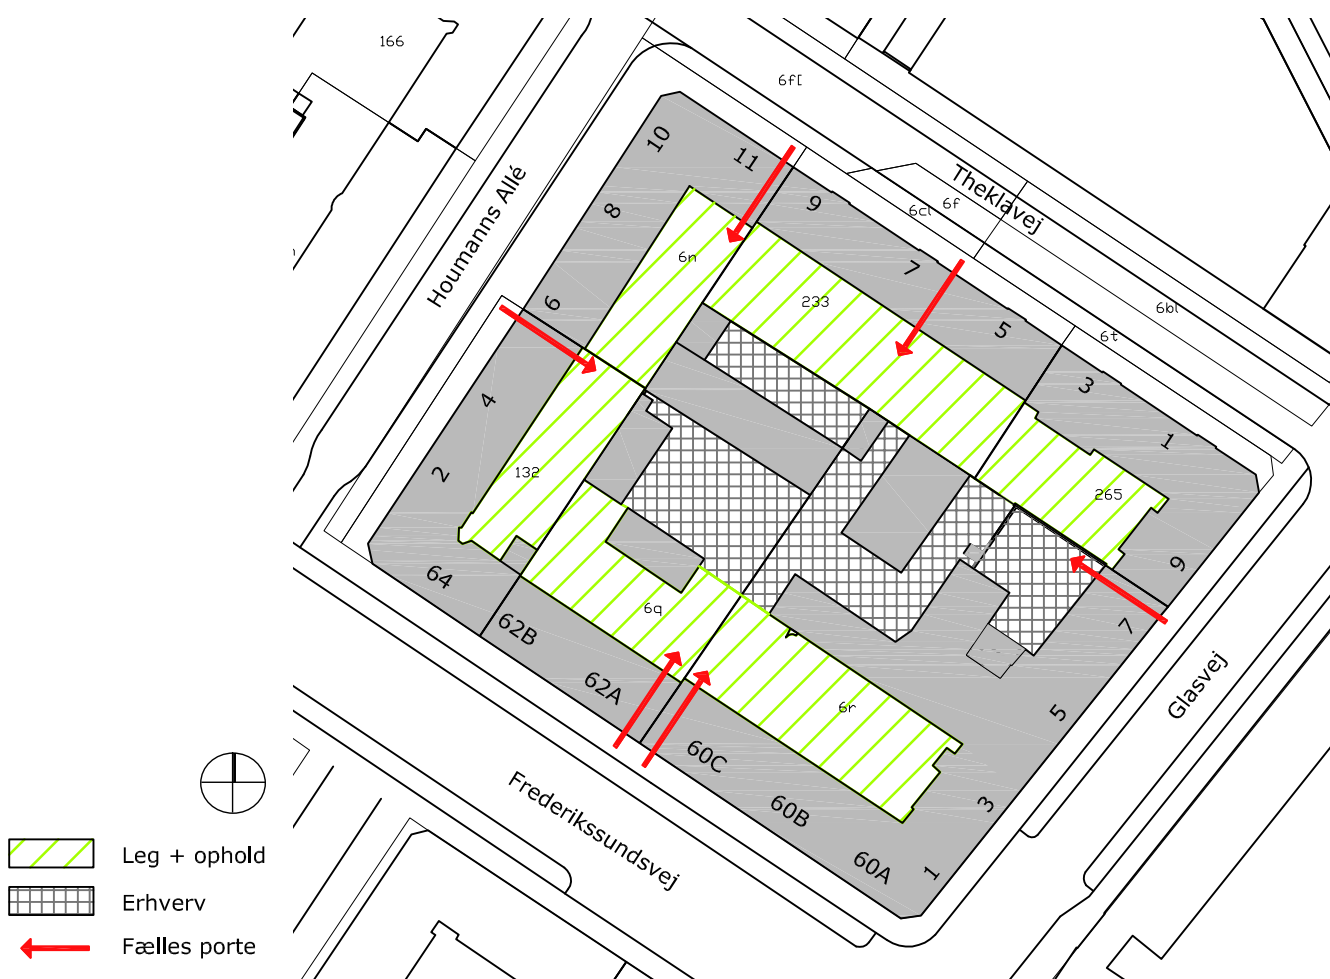 166
6f[
10
11
Theklavej
Houmanns Allé
9
6cl
6f
8
7
6n
6
233
5
6bl
6t
4
3
1
2
132
265
9
64
6q
7
62B
62A
6r
5
Glasvej
60C
Frederikssundsvej
60B
3
60A
1
Leg + ophold
Erhverv
Fælles porte